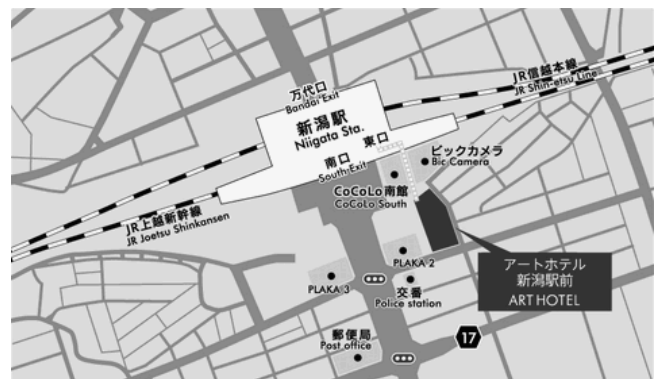 JR信越本線
JR Shin-etsu Line
万代口
Bandai Exit
新潟駅
Niigata Sta.
東口
南口
South Exit
ビックカメラ
Bic Camera
CoCoLo南館
CoCoLo South
JR上越新幹線
JR Joetsu Shinkansen
PLAKA 2
アートホテル
新潟駅前
ART HOTEL
PLAKA 3
交番
Police station
郵便局
Post office
17